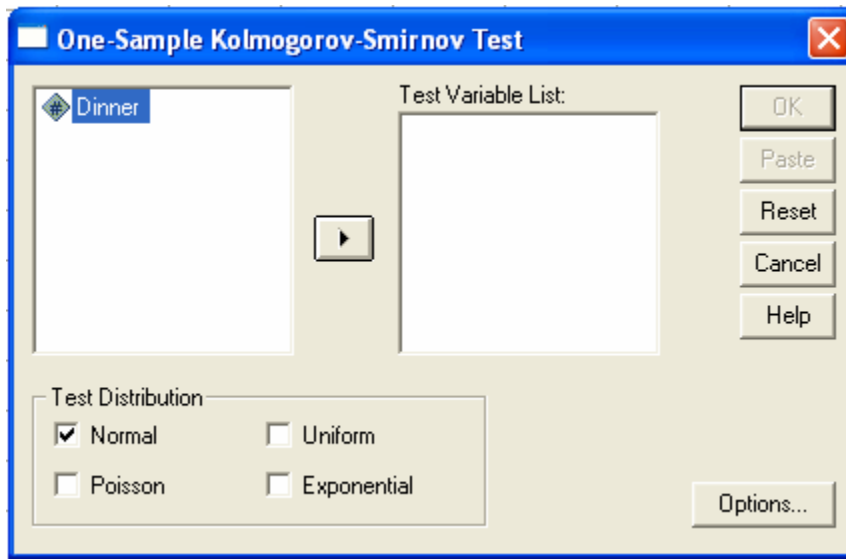 One-Sample Kolmogorov-Smirnov Test
# Dinner
Test Variable List:
OK
Paste
Reset
Cancel
Help
Test Distribution
Normal
Uniform
Poisson
Exponential
Options...